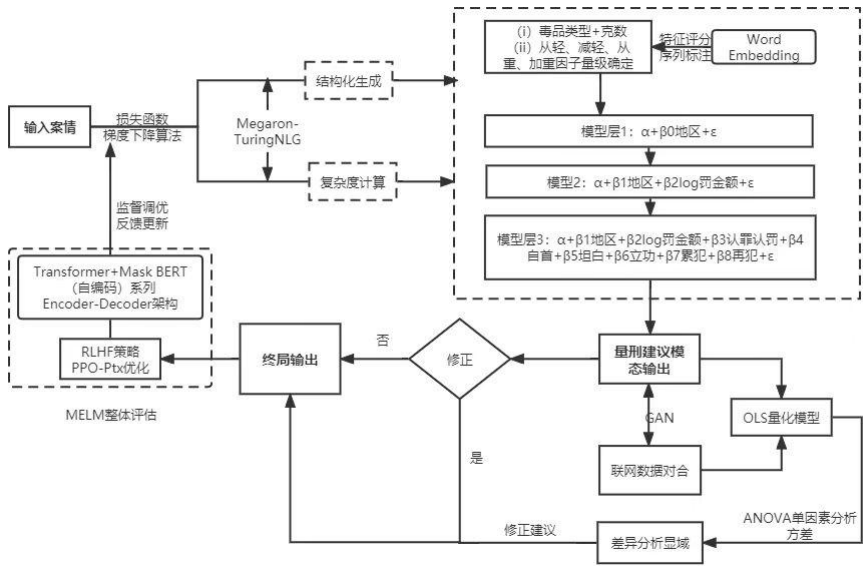 (i) 毒品类型+克数
(ii) 从轻、减轻、从
重、加重因子量级确定
特征评分
序列标注
Word
Embedding
结构化生成
输入案情
损失函数
梯度下降算法
Megaron-
TuringNLG
模型层1：α+β0地区+ε
复杂度计算
模型2：α+β1地区+β2log罚金额+ε
监督调优
反馈更新
模型层3：α+β1地区+β2log罚金额+β3认罪认罚+β4
自首+β5坦白+β6立功+β7累犯+β8再犯+ε
Transformer+Mask BERT
（自编码）系列
Encoder-Decoder架构
RLHF策略
PPO-Ptx优化
终局输出
否
修正
量刑建议模
态输出
MELM整体评估
GAN
OLS量化模型
是
联网数据对合
ANOVA单因素分析
方差
修正建议
差异分析显域